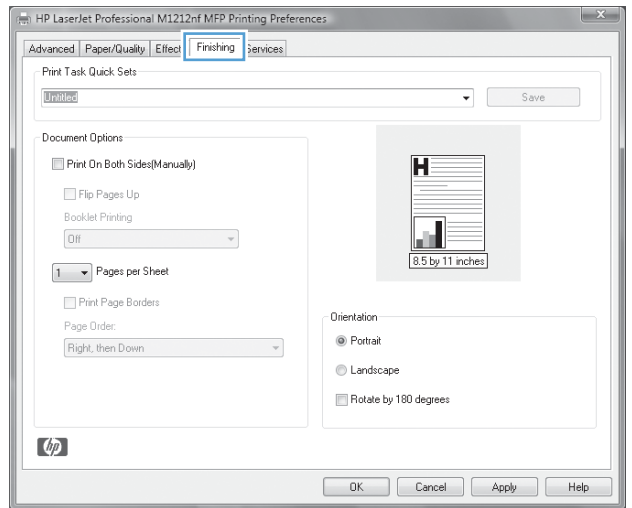 HP LaserJet Professional M1212nf MFP Printing Preferences
Advanced Paper/Quality Effect Finishing Services
Print Task Quick Sets
Untitled Save
Document Options
Print On Both Sides(Manually)
Flip Pages Up
Booklet Printing
Off
1 Pages per Sheet
Print Page Borders
Page Order:
Right, then Down
H
8.5 by 11 inches
Orientation
Portrait
Landscape
Rotate by 180 degrees
hp
OK Cancel Apply Help